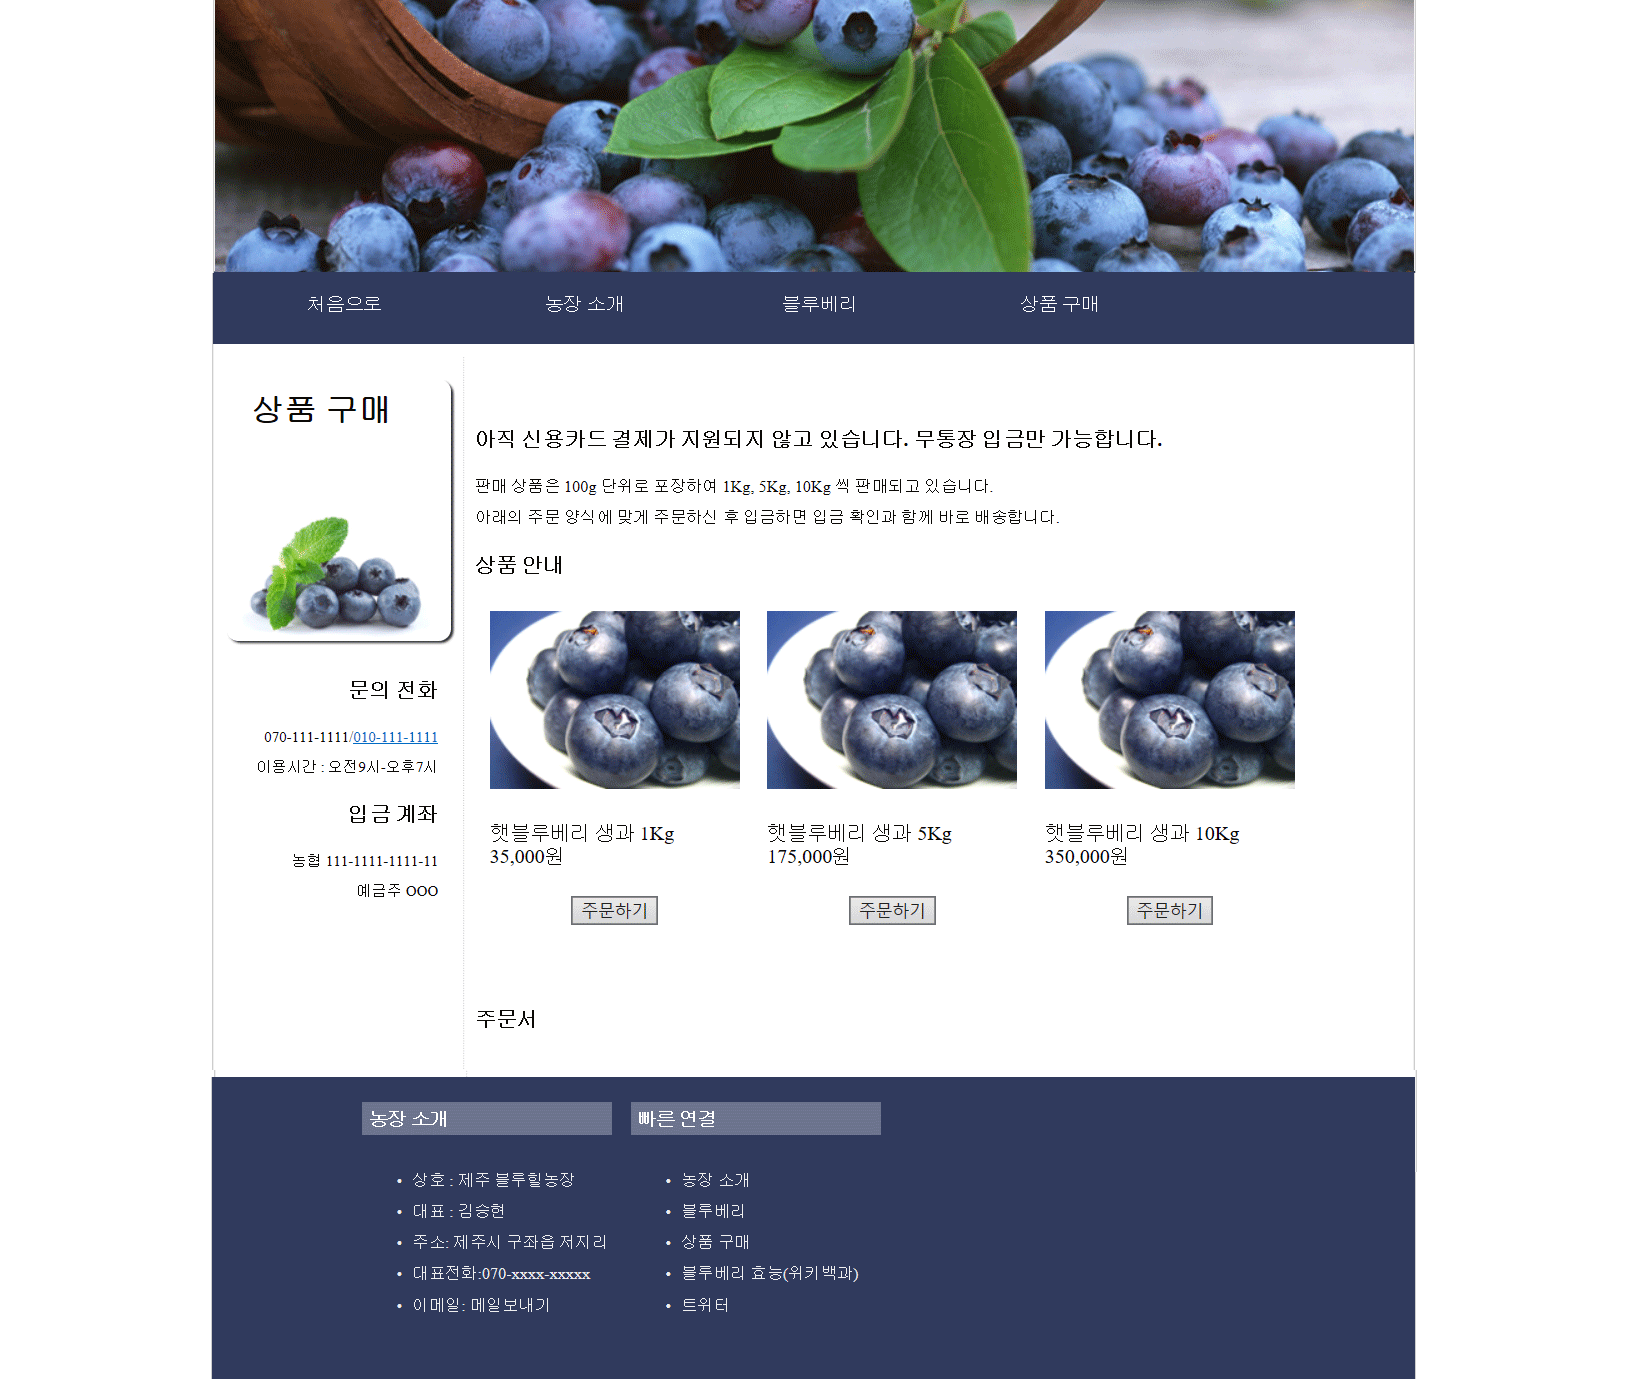 처음으로
농장 소개
블루베리
상품 구매
상품 구매
문의 전화
070-111-1111/010-111-1111
이용시간 : 오전9시-오후7시
입금 계좌
농협 111-1111-1111-11
예금주 OOO
아직 신용카드 결제가 지원되지 않고 있습니다. 무통장 입금만 가능합니다.
판매 상품은 100g 단위로 포장하여 1Kg, 5Kg, 10Kg 씩 판매되고 있습니다.
아래의 주문 양식에 맞게 주문하신 후 입금하면 입금 확인과 함께 바로 배송합니다.
상품 안내
햇블루베리 생과 1Kg
35,000원
주문하기
햇블루베리 생과 5Kg
175,000원
주문하기
햇블루베리 생과 10Kg
350,000원
주문하기
주문서
농장 소개
• 상호 : 제주 블루힐농장
• 대표 : 김승현
• 주소: 제주시 구좌읍 저지리
• 대표전화:070-xxxx-xxxxx
• 이메일: 메일보내기
빠른 연결
• 농장 소개
• 블루베리
• 상품 구매
• 블루베리 효능(위키백과)
• 트위터